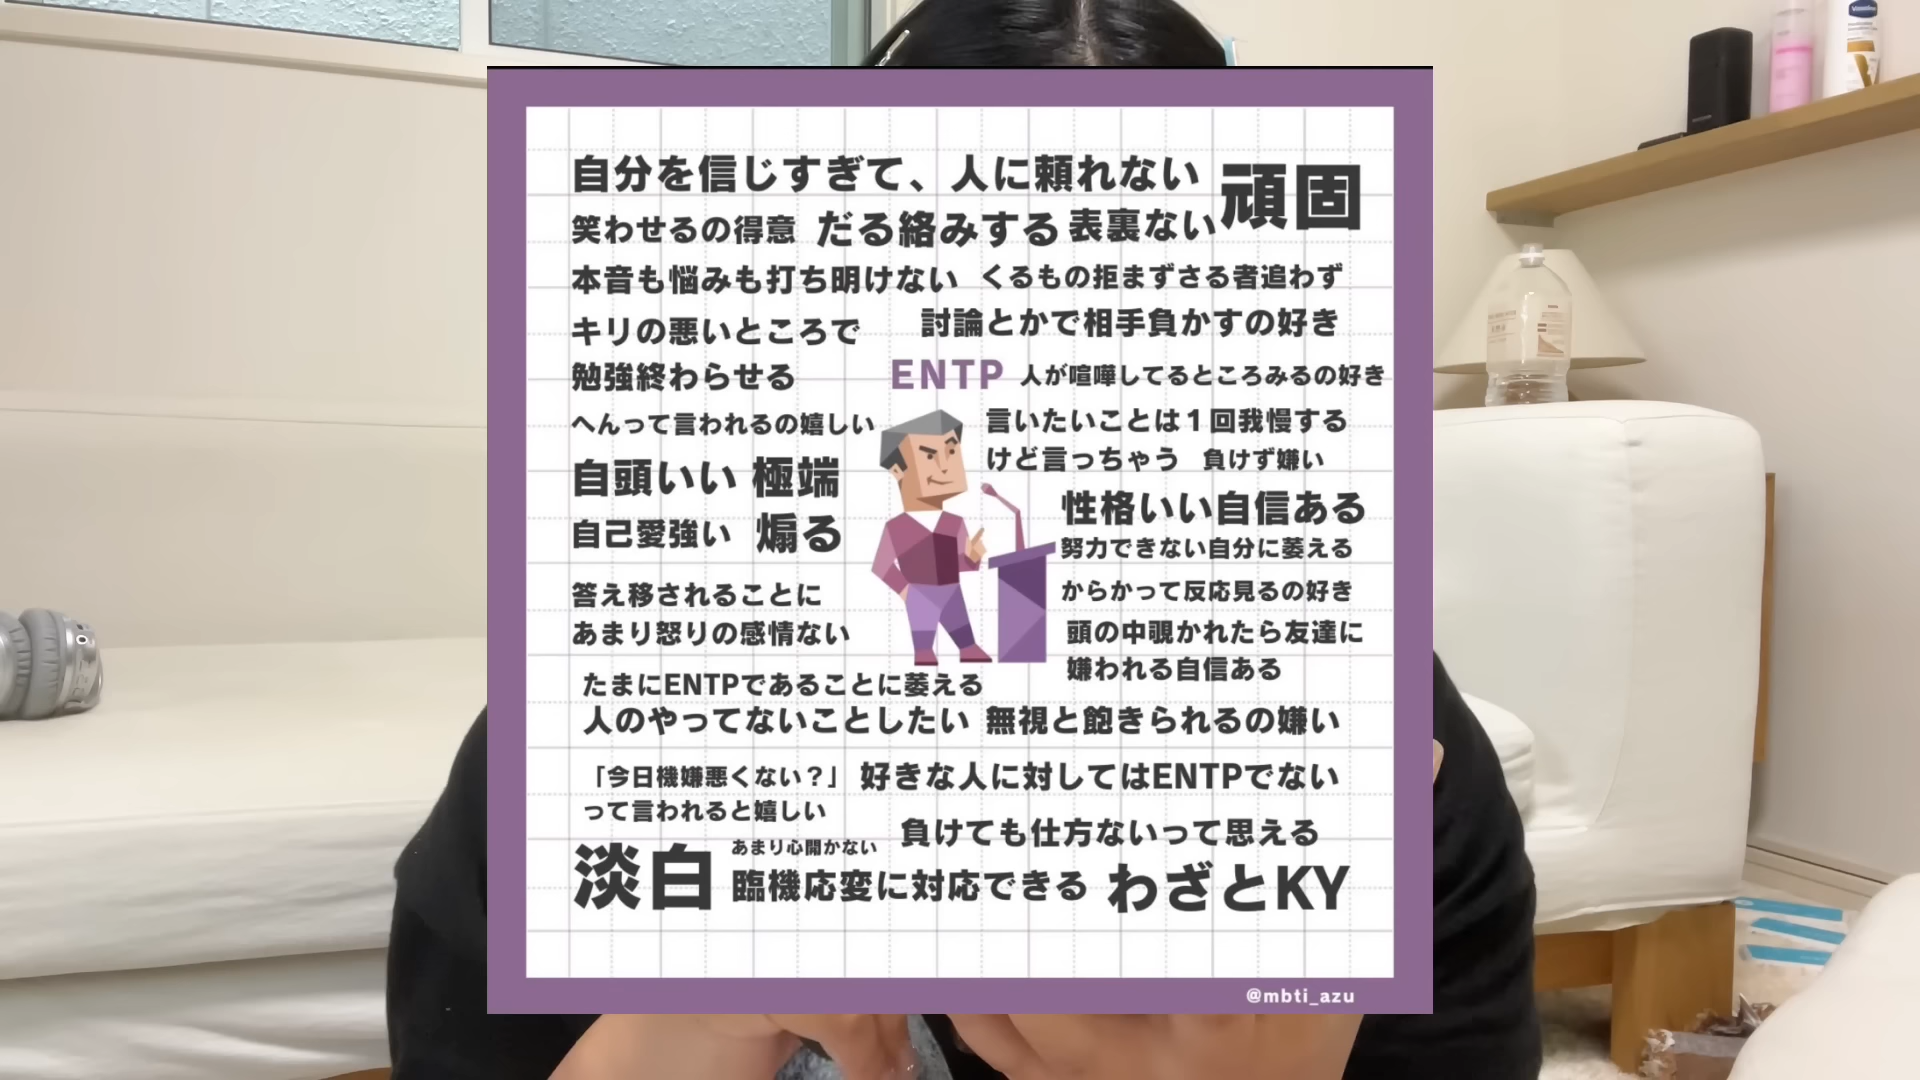 自分を信じすぎて、人に頼れない
頑固
笑わせるの得意 だる絡みする 表裏ない
本音も悩みも打ち明けない くるもの拒まずさる者追わず
キリの悪いところで
勉強終わらせる
討論とかで相手負かすの好き
ENTP
人が喧嘩してるところみるの好き
へんって言われるの嬉しい
言いたいことは1回我慢する
けど言っちゃう 負けず嫌い
自頭いい 極端
自己愛強い 煽る
性格いい 自信ある
努力できない自分に萎える
答え移されることに
あまり怒りの感情ない
からかって反応見るの好き
頭の中覗かれたら友達に
嫌われる自信ある
たまにENTPであることに萎える
人のやってないことしたい 無視と飽きられるの嫌い
「今日機嫌悪くない？」
って言われると嬉しい
好きな人に対してはENTPでない
負けても仕方ないって思える
淡白
あまり心開かない
臨機応変に対応できる わざとKY
@mbti_azu
Vaseline